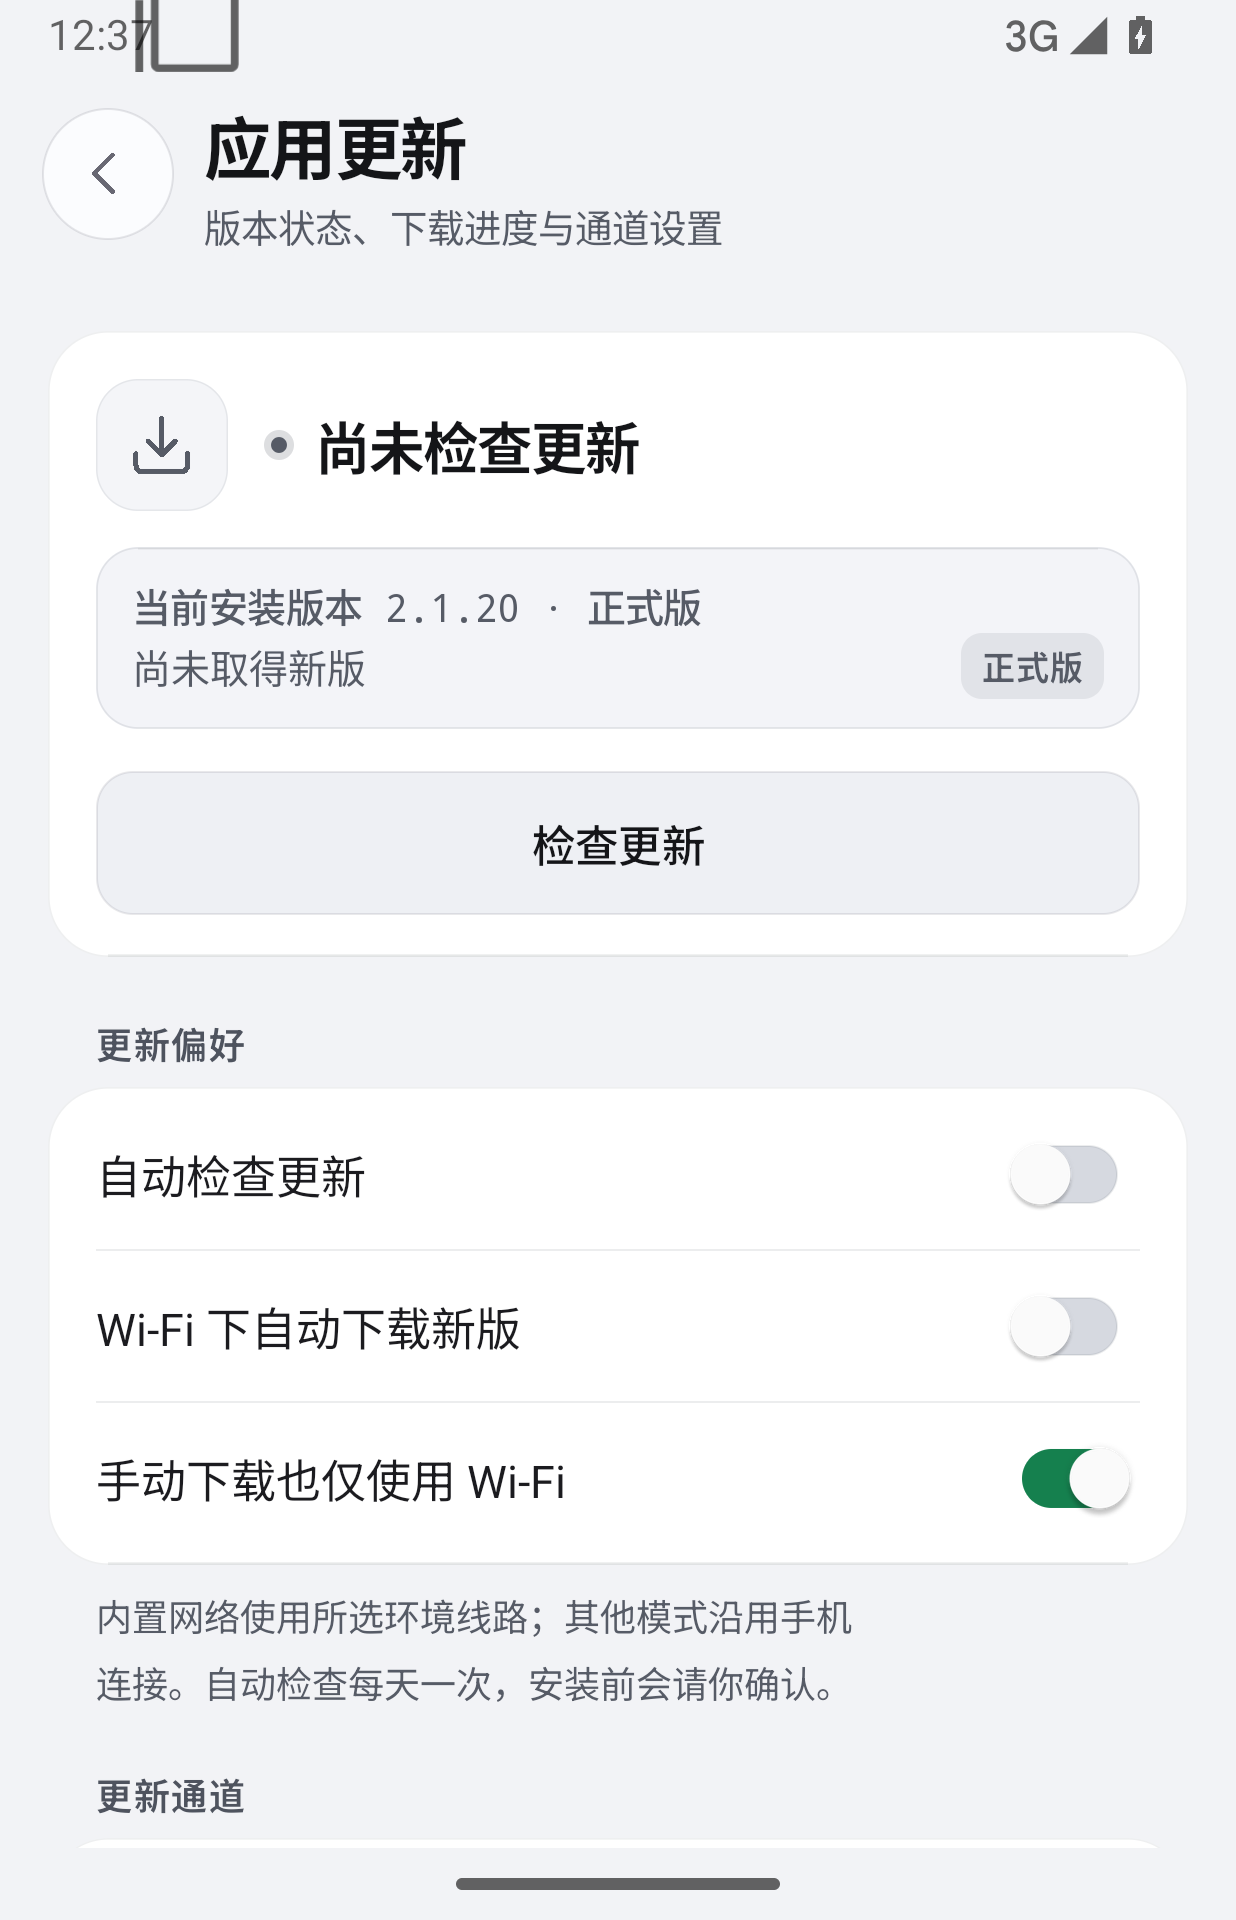 12:37
3G
应用更新
版本状态、下载进度与通道设置
尚未检查更新
当前安装版本 2.1.20 · 正式版
尚未取得新版
正式版
检查更新
更新偏好
自动检查更新
Wi-Fi 下自动下载新版
手动下载也仅使用 Wi-Fi
内置网络使用所选环境线路；其他模式沿用手机
连接。自动检查每天一次，安装前会请你确认。
更新通道